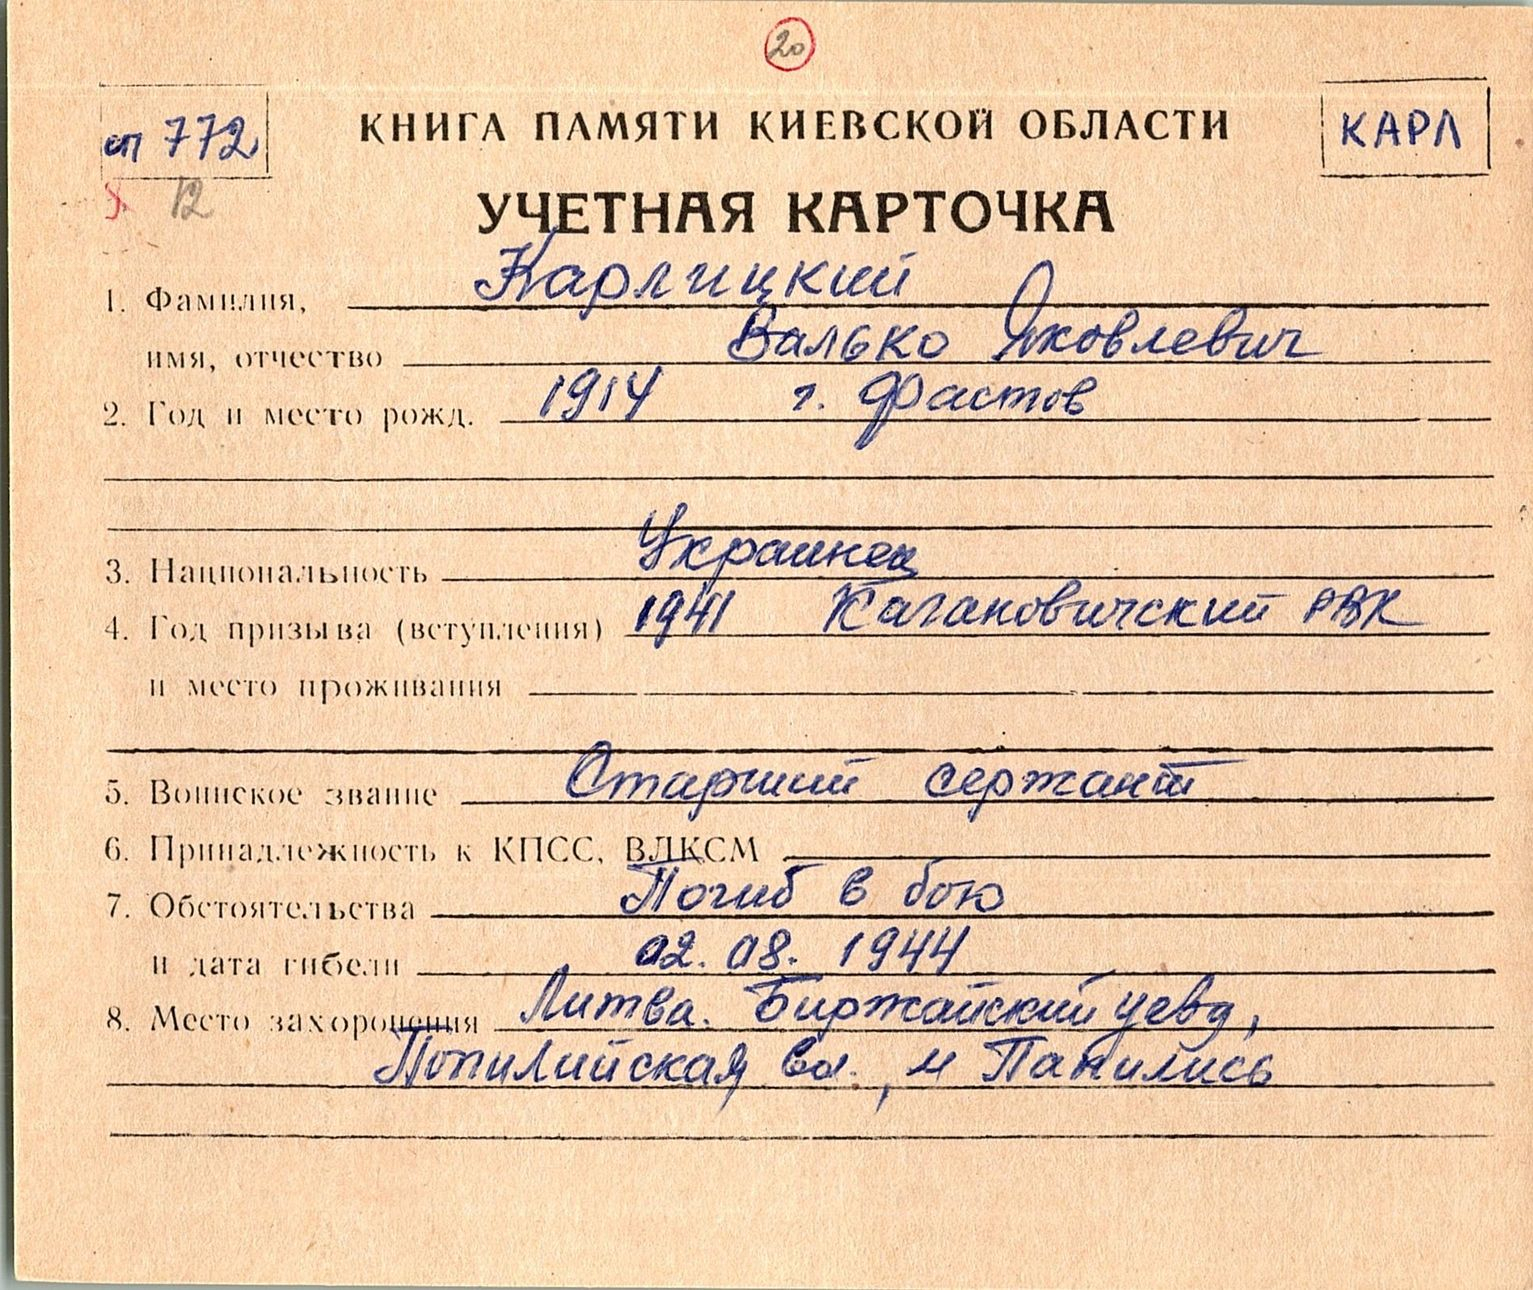 20
оп 772
КНИГА ПАМЯТИ КИЕВСКОЙ ОБЛАСТИ
КАРЛ
12
УЧЕТНАЯ КАРТОЧКА
1. Фамилия, Карлицкий
имя, отчество Валько Яковлевич
2. Год и место рожд. 1914 г. Фастов
3. Национальность Украинец
4. Год призыва (вступления) 1941 Кагановичский РВК
и место проживания
5. Воинское звание Старший сержант
6. Принадлежность к КПСС, ВЛКСМ
7. Обстоятельства Погиб в бою
и дата гибели 02.08.1944
8. Место захоронения Литва. Биржайский уезд,
Попилийская вол., м Папились